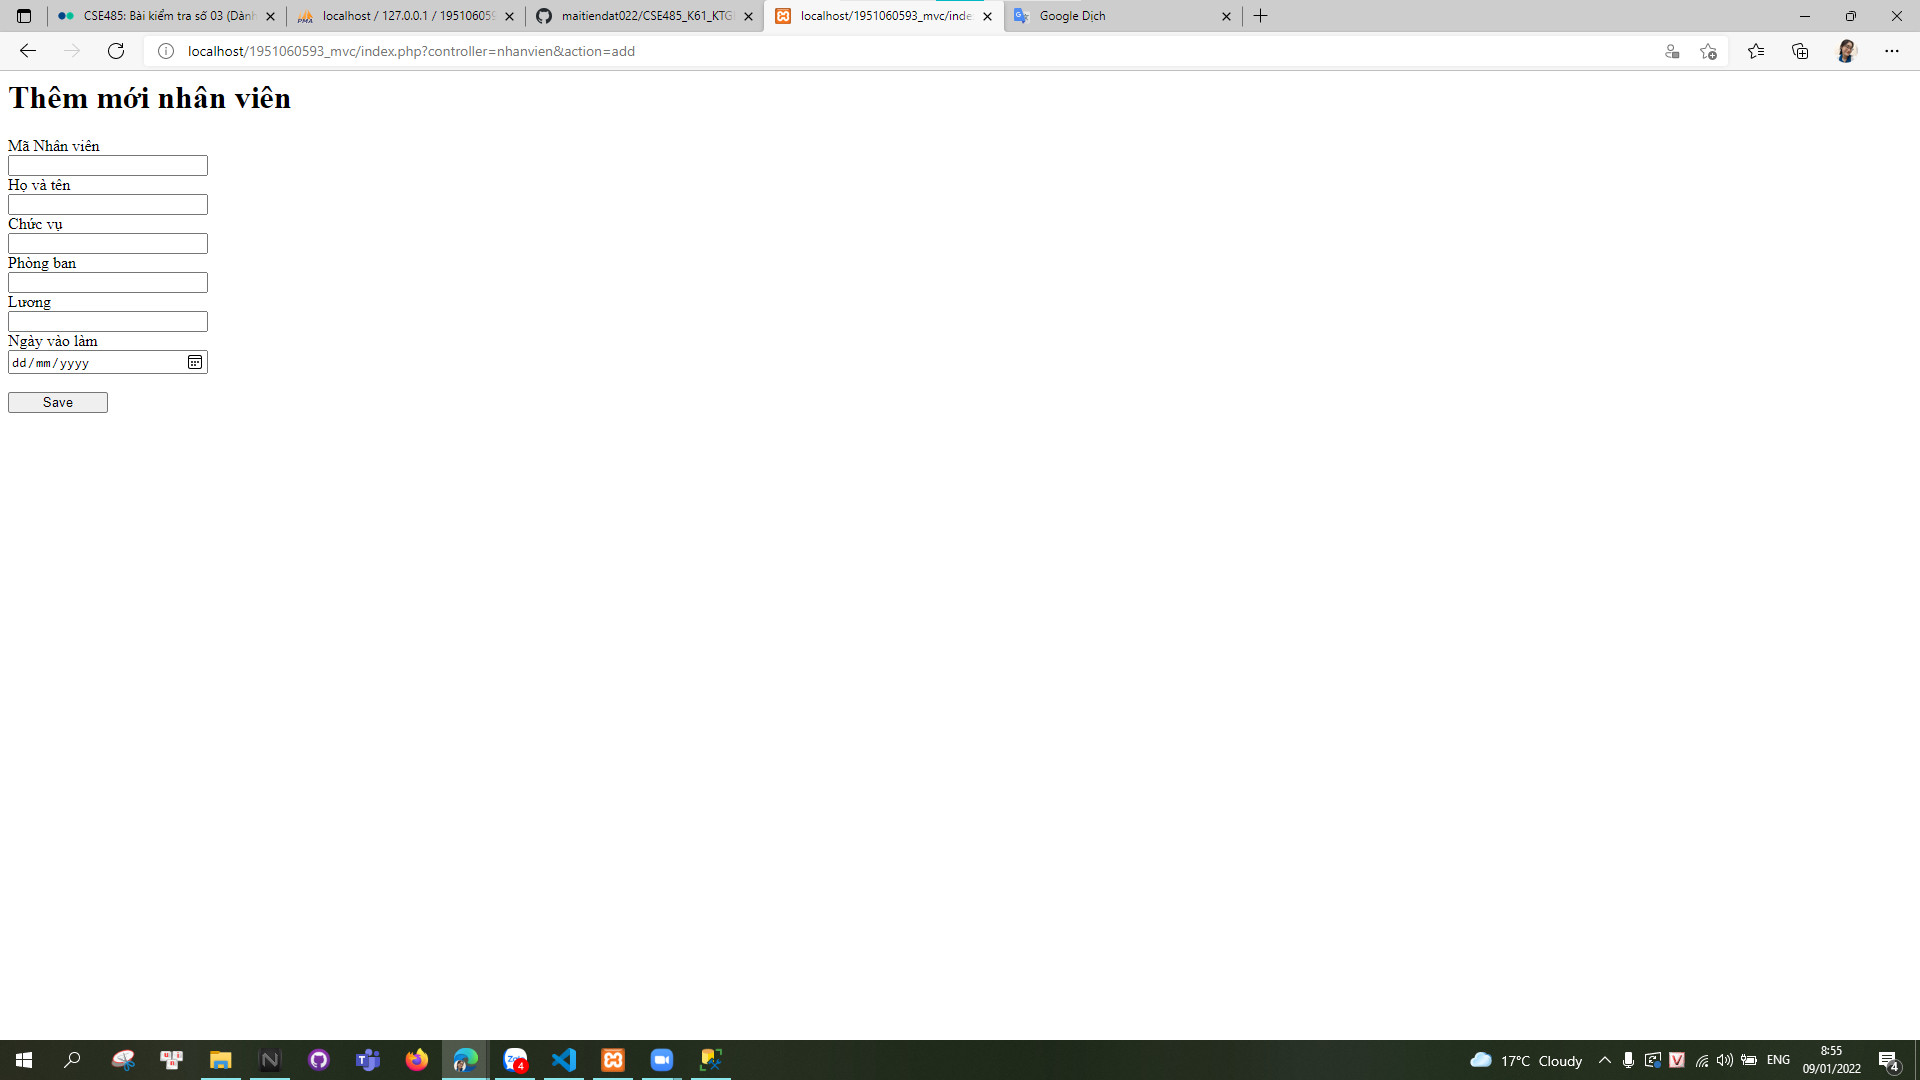 CSE485: Bài kiểm tra số 03 (Dành
localhost / 127.0.0.1 / 19510605
maitiendat022/CSE485_K61_KTG
localhost/1951060593_mvc/inde
Google Dịch
localhost/1951060593_mvc/index.php?controller=nhanvien&action=add
Thêm mới nhân viên
Mã Nhân viên
Họ và tên
Chức vụ
Phòng ban
Lương
Ngày vào làm
dd/mm/yyyy
Save
17°C Cloudy
ENG
8:55
09/01/2022
4
4